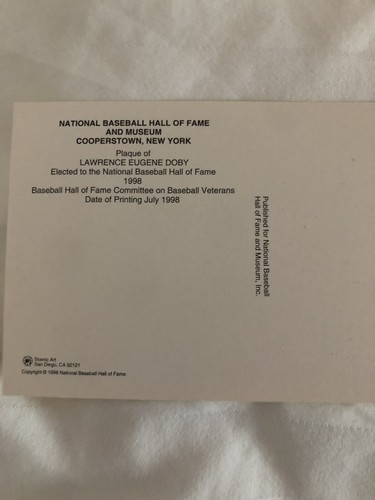 NATIONAL BASEBALL HALL OF FAME
AND MUSEUM
COOPERSTOWN, NEW YORK
Plaque of
LAWRENCE EUGENE DOBY
Elected to the National Baseball Hall of Fame
1998
Baseball Hall of Fame Committee on Baseball Veterans
Date of Printing July 1998
Published for National Baseball
Hall of Fame and Museum, Inc.
Scenic Art
San Diego, CA 92121
Copyright © 1998 National Baseball Hall of Fame